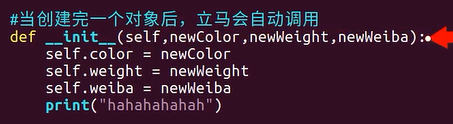 #当创建完一个对象后，立马会自动调用
def __init__(self,newColor,newWeight,newWeiba):
    self.color = newColor
    self.weight = newWeight
    self.weiba = newWeiba
    print("hahahahahah")